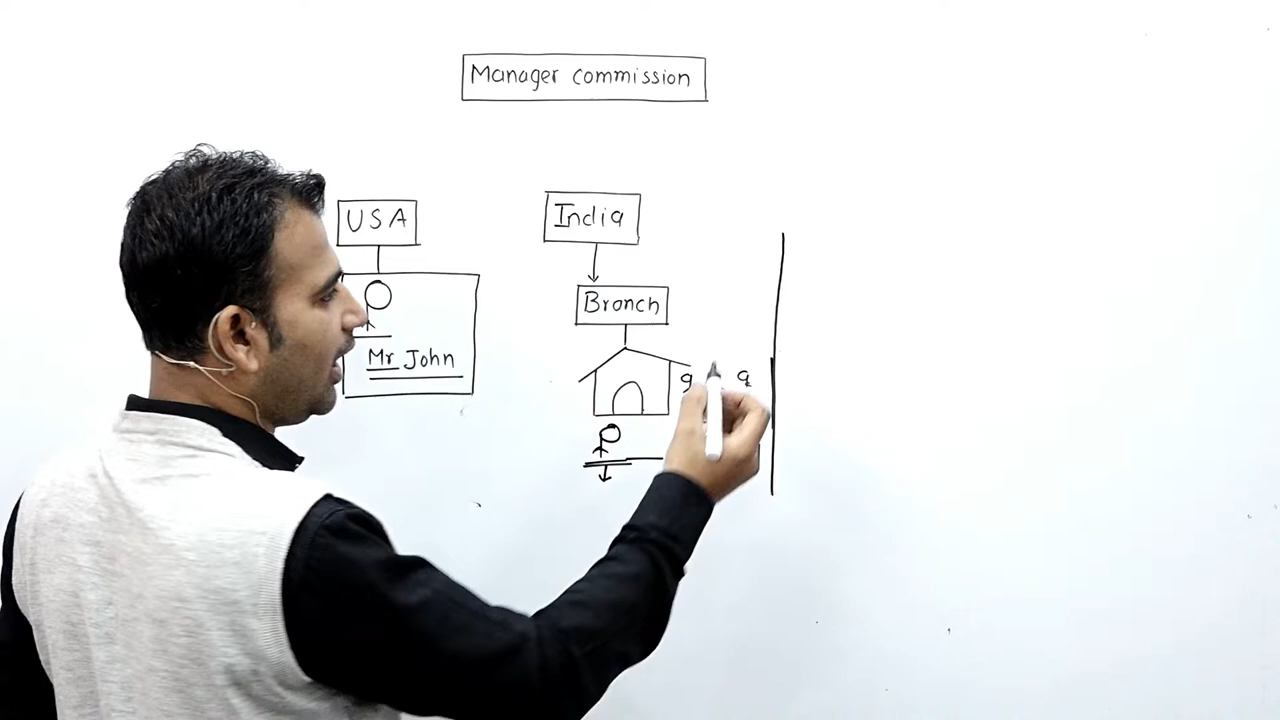 Manager commission
USA
India
Branch
Mr John